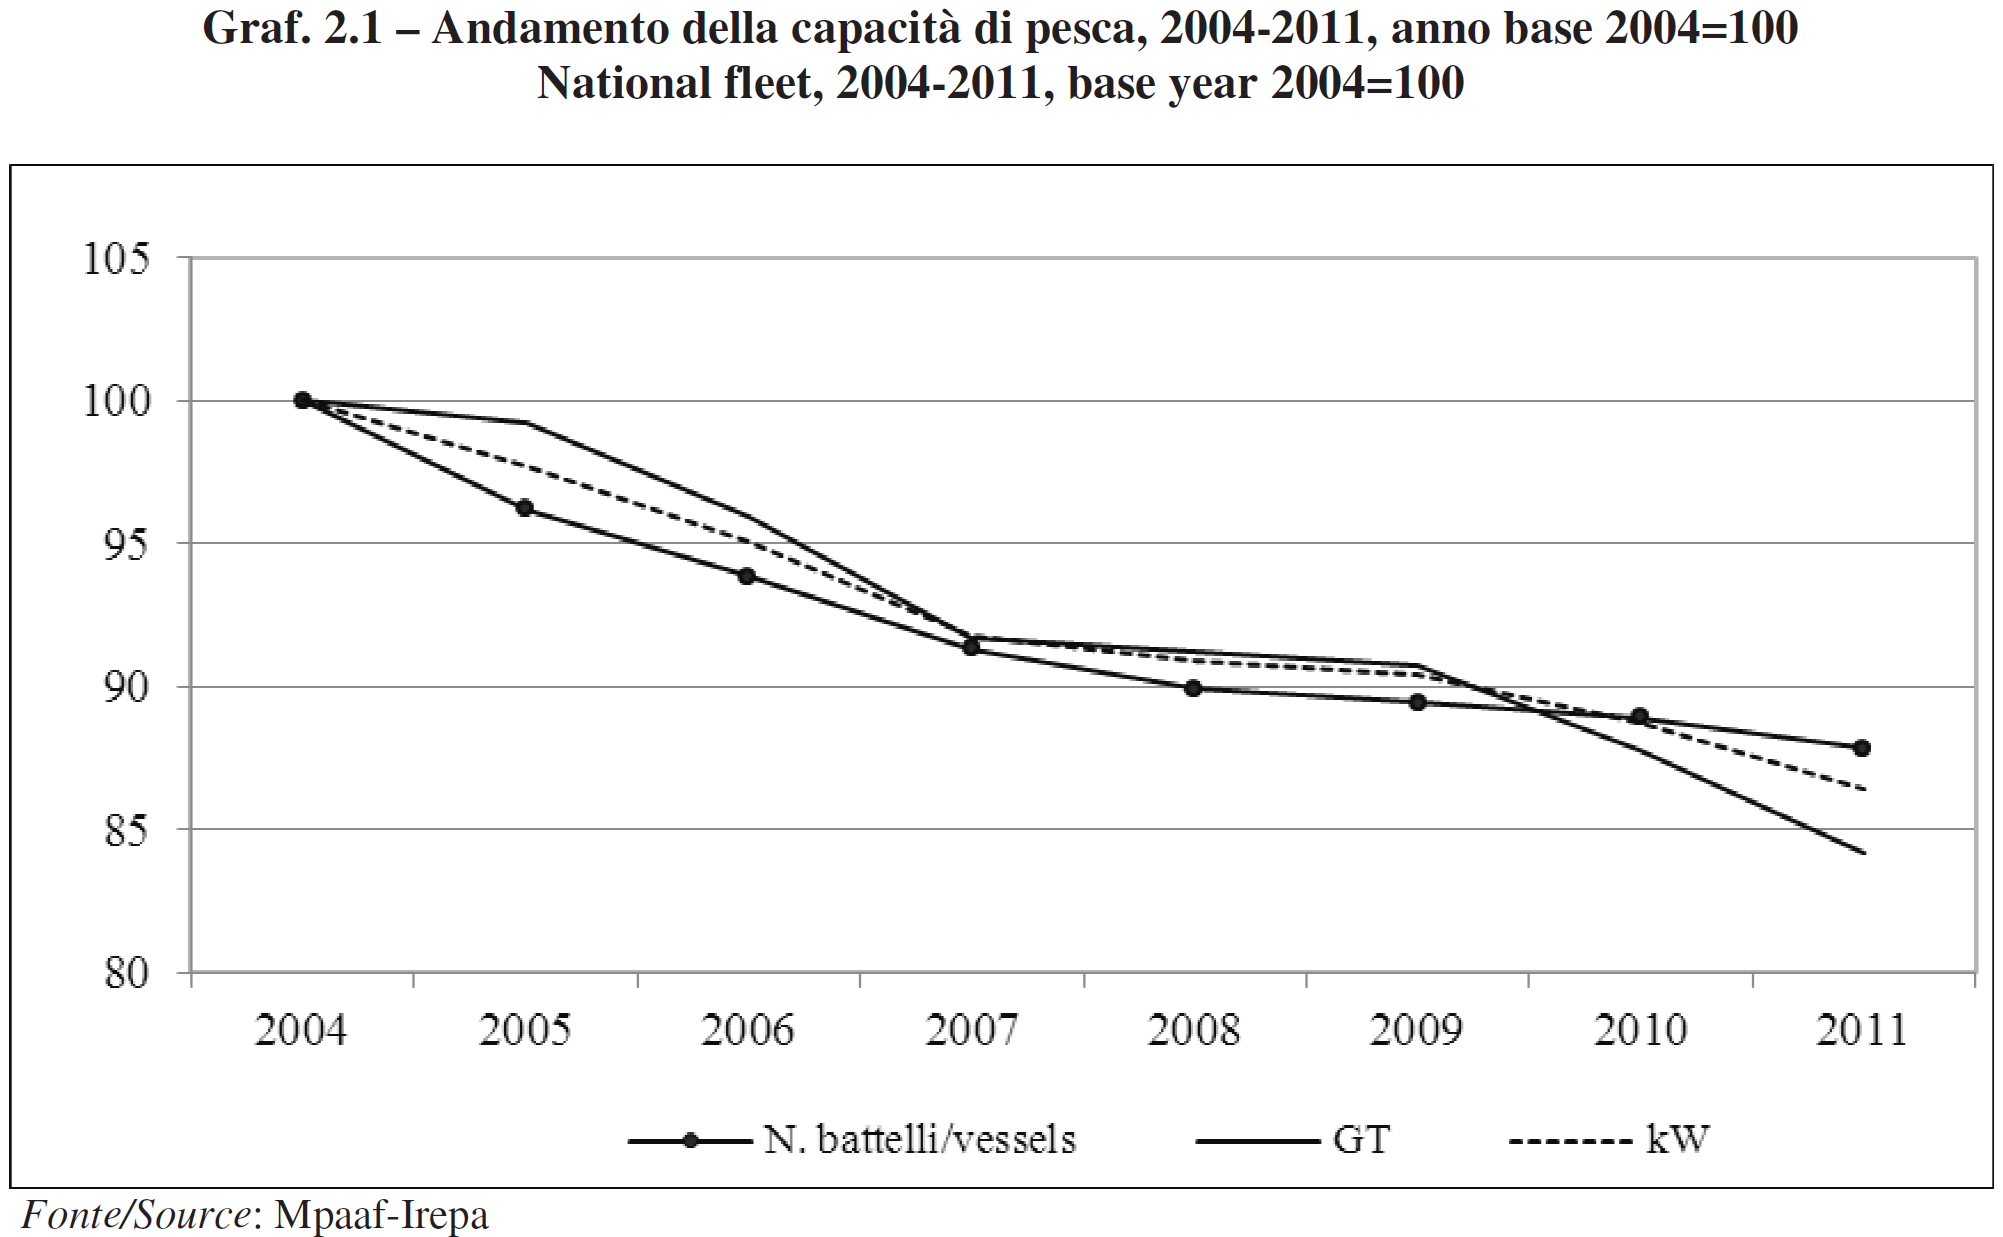 Graf. 2.1 – Andamento della capacità di pesca, 2004-2011, anno base 2004=100
National fleet, 2004-2011, base year 2004=100
105
100
95
90
85
80
2004 2005 2006 2007 2008 2009 2010 2011
N. battelli/vessels GT kW
Fonte/Source: Mpaaf-Irepa